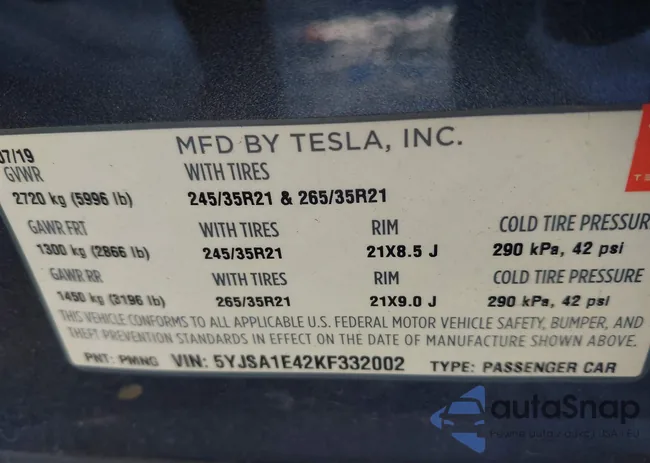 MFD BY TESLA, INC.
07/19
GVWR WITH TIRES
2720 kg (5996 lb) 245/35R21 & 265/35R21
GAWR FRT WITH TIRES RIM COLD TIRE PRESSUR
1300 kg (2866 lb) 245/35R21 21X8.5 J 290 kPa, 42 psi
GAWR RR WITH TIRES RIM COLD TIRE PRESSURE
1450 kg (3196 lb) 265/35R21 21X9.0 J 290 kPa, 42 psi
THIS VEHICLE CONFORMS TO ALL APPLICABLE U.S. FEDERAL MOTOR VEHICLE SAFETY, BUMPER, AND
THEFT PREVENTION STANDARDS IN EFFECT ON THE DATE OF MANUFACTURE SHOWN ABOVE.
PNT: PMNG VIN: 5YJSA1E42KF332002 TYPE: PASSENGER CAR
autoSnap